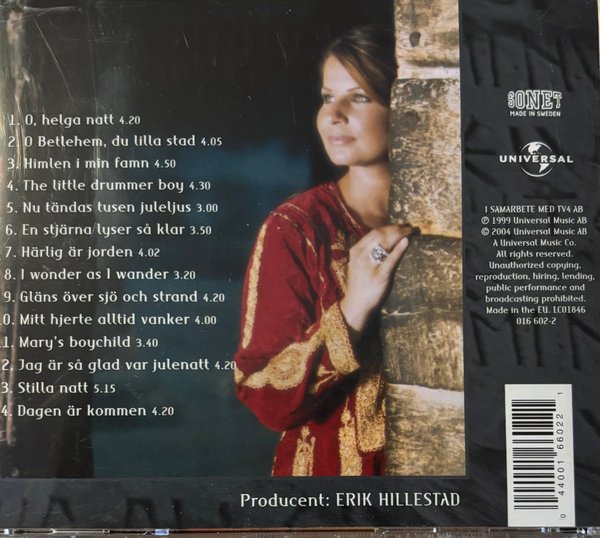 1. O, helga natt 4.20
2. O Betlehem, du lilla stad 4.05
3. Himlen i min famn 4.50
4. The little drummer boy 4.30
5. Nu tändas tusen juleljus 3.00
6. En stjärna lyser så klar 3.50
7. Härlig är jorden 4.02
8. I wonder as I wander 3.20
9. Gläns över sjö och strand 4.20
0. Mitt hjerte alltid vanker 4.00
1. Mary's boychild 3.40
2. Jag är så glad var julenatt 4.20
3. Stilla natt 5.15
4. Dagen är kommen 4.20
Producent: ERIK HILLESTAD
SONET
MADE IN SWEDEN
UNIVERSAL
I SAMARBETE MED TV4 AB
℗ 1999 Universal Music AB
© 2004 Universal Music AB
A Universal Music Co.
All rights reserved.
Unauthorized copying,
reproduction, hiring, lending,
public performance and
broadcasting prohibited.
Made in the EU. LC01846
016 602-2
0 44001 66022 1